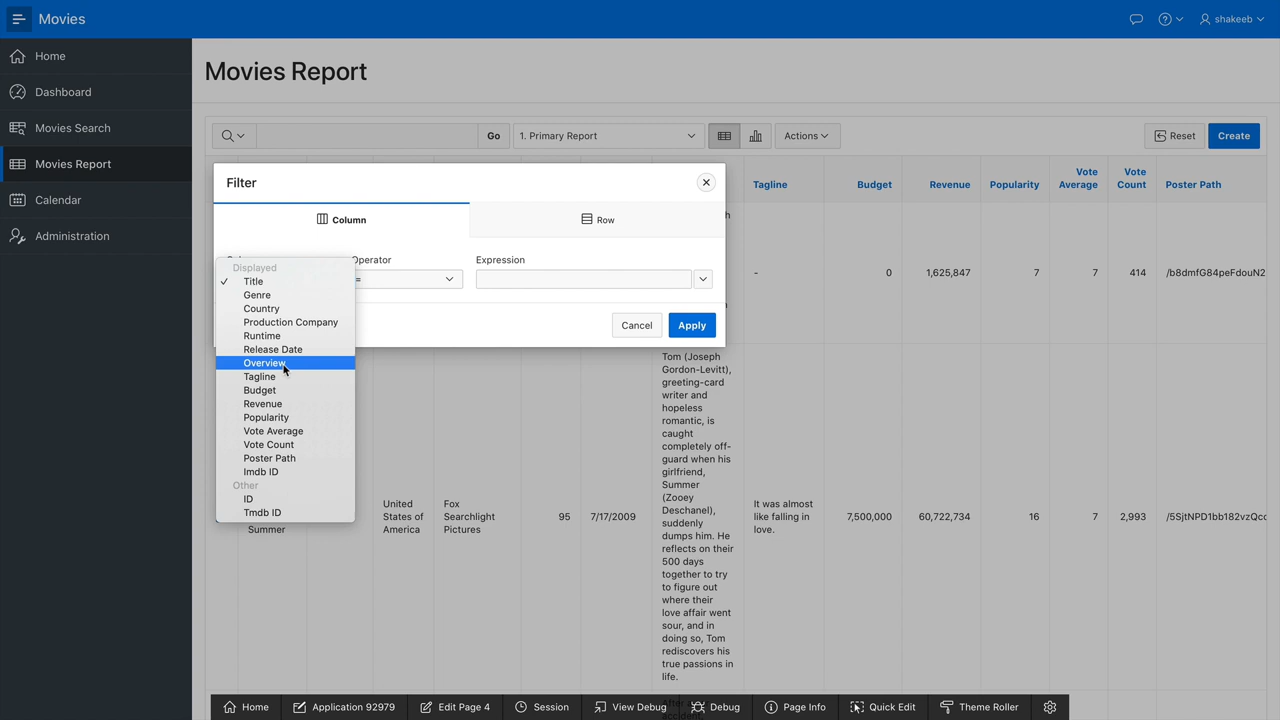 Movies
shakeeb
Home
Dashboard
Movies Search
Movies Report
Calendar
Administration
Movies Report
Go
1. Primary Report
Actions
Reset
Create
Tagline
Budget
Revenue
Popularity
Vote
Average
Vote
Count
Poster Path
Filter
Column
Row
Operator
Expression
=
Cancel
Apply
Displayed
✓ Title
Genre
Country
Production Company
Runtime
Release Date
Overview
Tagline
Budget
Revenue
Popularity
Vote Average
Vote Count
Poster Path
Imdb ID
Other
ID
Tmdb ID
-
0
1,625,847
7
7
414
/b8dmfG84peFdouN2
Summer
United
States of
America
Fox
Searchlight
Pictures
95
7/17/2009
Tom (Joseph
Gordon-Levitt),
greeting-card
writer and
hopeless
romantic, is
caught
completely off-
guard when his
girlfriend,
Summer
(Zooey
Deschanel),
suddenly
dumps him. He
reflects on their
500 days
together to try
to figure out
where their
love affair went
sour, and in
doing so, Tom
rediscovers his
true passions in
life.
It was almost
like falling in
love.
7,500,000
60,722,734
16
7
2,993
Home
Application 92979
Edit Page 4
Session
View Debug
Debug
Page Info
Quick Edit
Theme Roller